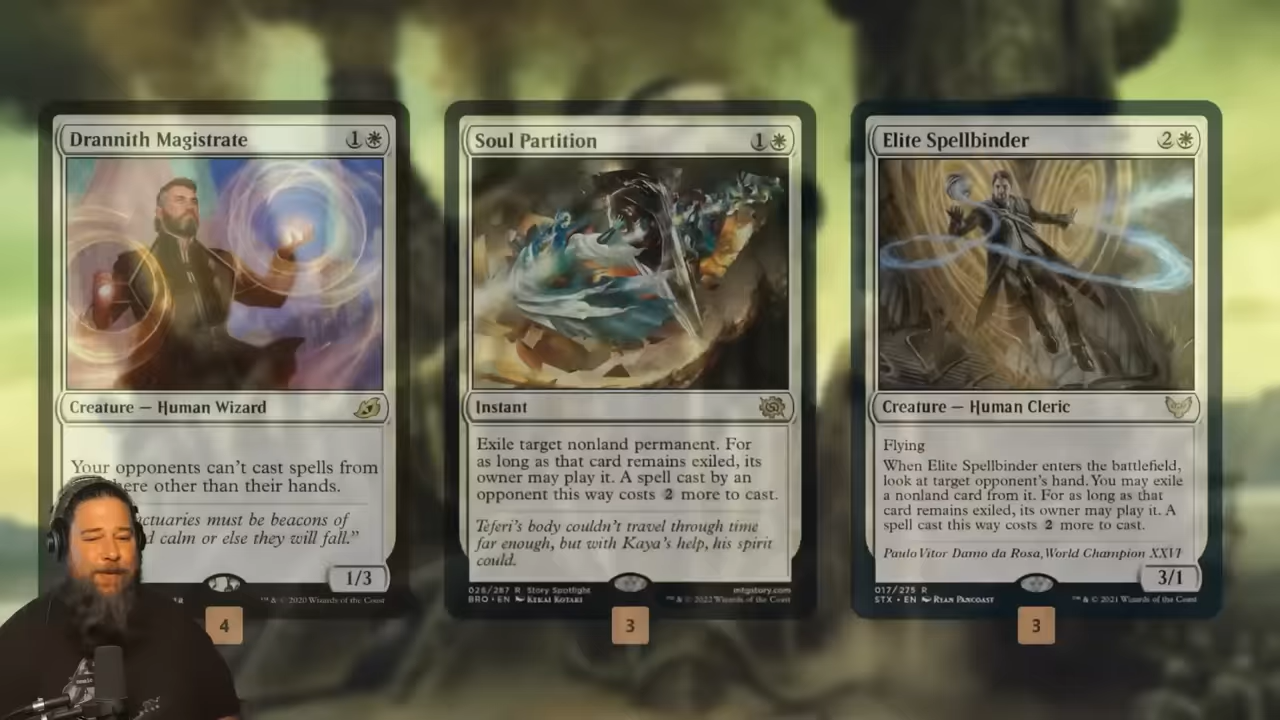 Drannith Magistrate 1
Creature — Human Wizard
Your opponents can't cast spells from
here other than their hands.
ctuaries must be beacons of
d calm or else they will fall."
1/3
™ & © 2020 Wizards of the Coast
4
Soul Partition 1
Instant
Exile target nonland permanent. For
as long as that card remains exiled, its
owner may play it. A spell cast by an
opponent this way costs 2 more to cast.
Teferi's body couldn't travel through time
far enough, but with Kaya's help, his spirit
could.
026/287 R Story Spotlight mtgstory.com
BRO • EN Kekai Kotaki ™ & © 2022 Wizards of the Coast
3
Elite Spellbinder 2
Creature — Human Cleric
Flying
When Elite Spellbinder enters the battlefield,
look at target opponent's hand. You may exile
a nonland card from it. For as long as that
card remains exiled, its owner may play it. A
spell cast this way costs 2 more to cast.
Paulo Vitor Damo da Rosa, World Champion XXVI
3/1
017/275 R
STX • EN Ryan Pancoast ™ & © 2021 Wizards of the Coast
3